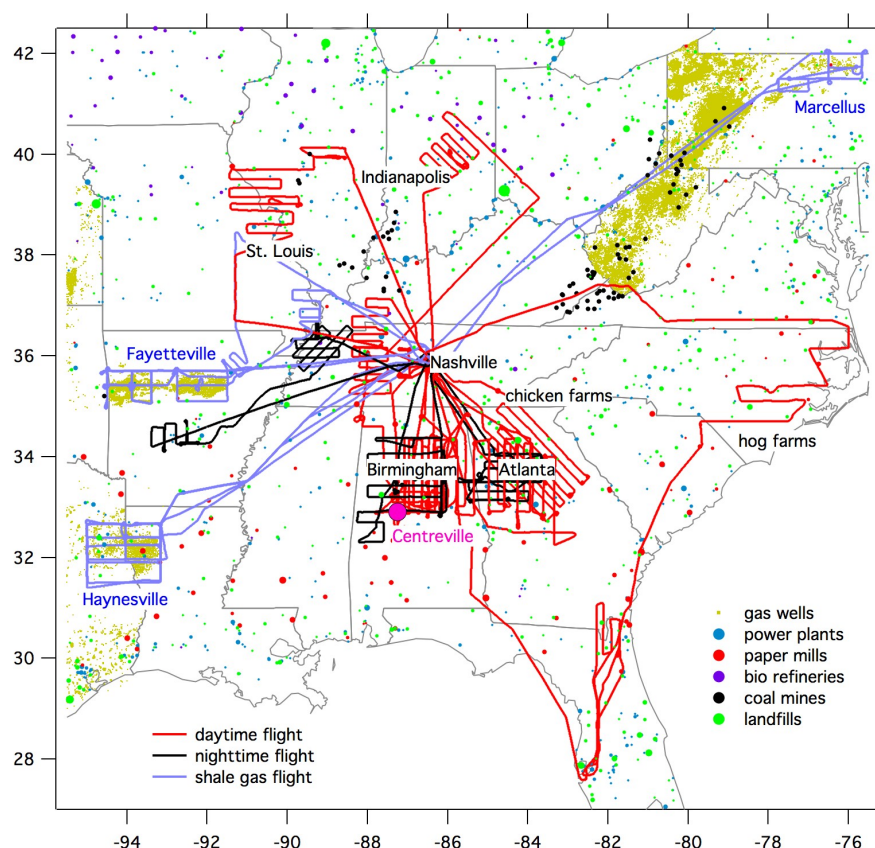 42
Marcellus
40
Indianapolis
38
St. Louis
36
Fayetteville
Nashville
chicken farms
34
Birmingham
Atlanta
hog farms
Centreville
32
Haynesville
gas wells
power plants
paper mills
bio refineries
coal mines
landfills
30
daytime flight
nighttime flight
shale gas flight
28
-94 -92 -90 -88 -86 -84 -82 -80 -78 -76